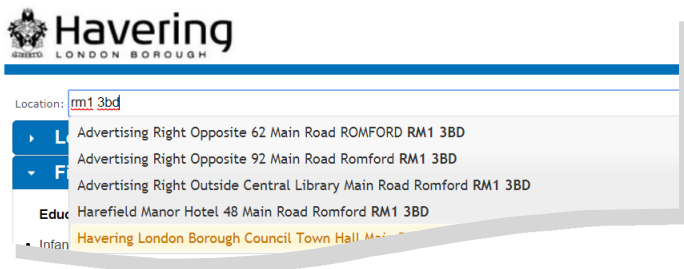 Havering
LONDON BOROUGH
Location: rm1 3bd
Advertising Right Opposite 62 Main Road ROMFORD RM1 3BD
Advertising Right Opposite 92 Main Road Romford RM1 3BD
Advertising Right Outside Central Library Main Road Romford RM1 3BD
Harefield Manor Hotel 48 Main Road Romford RM1 3BD
Havering London Borough Council Town Hall Main